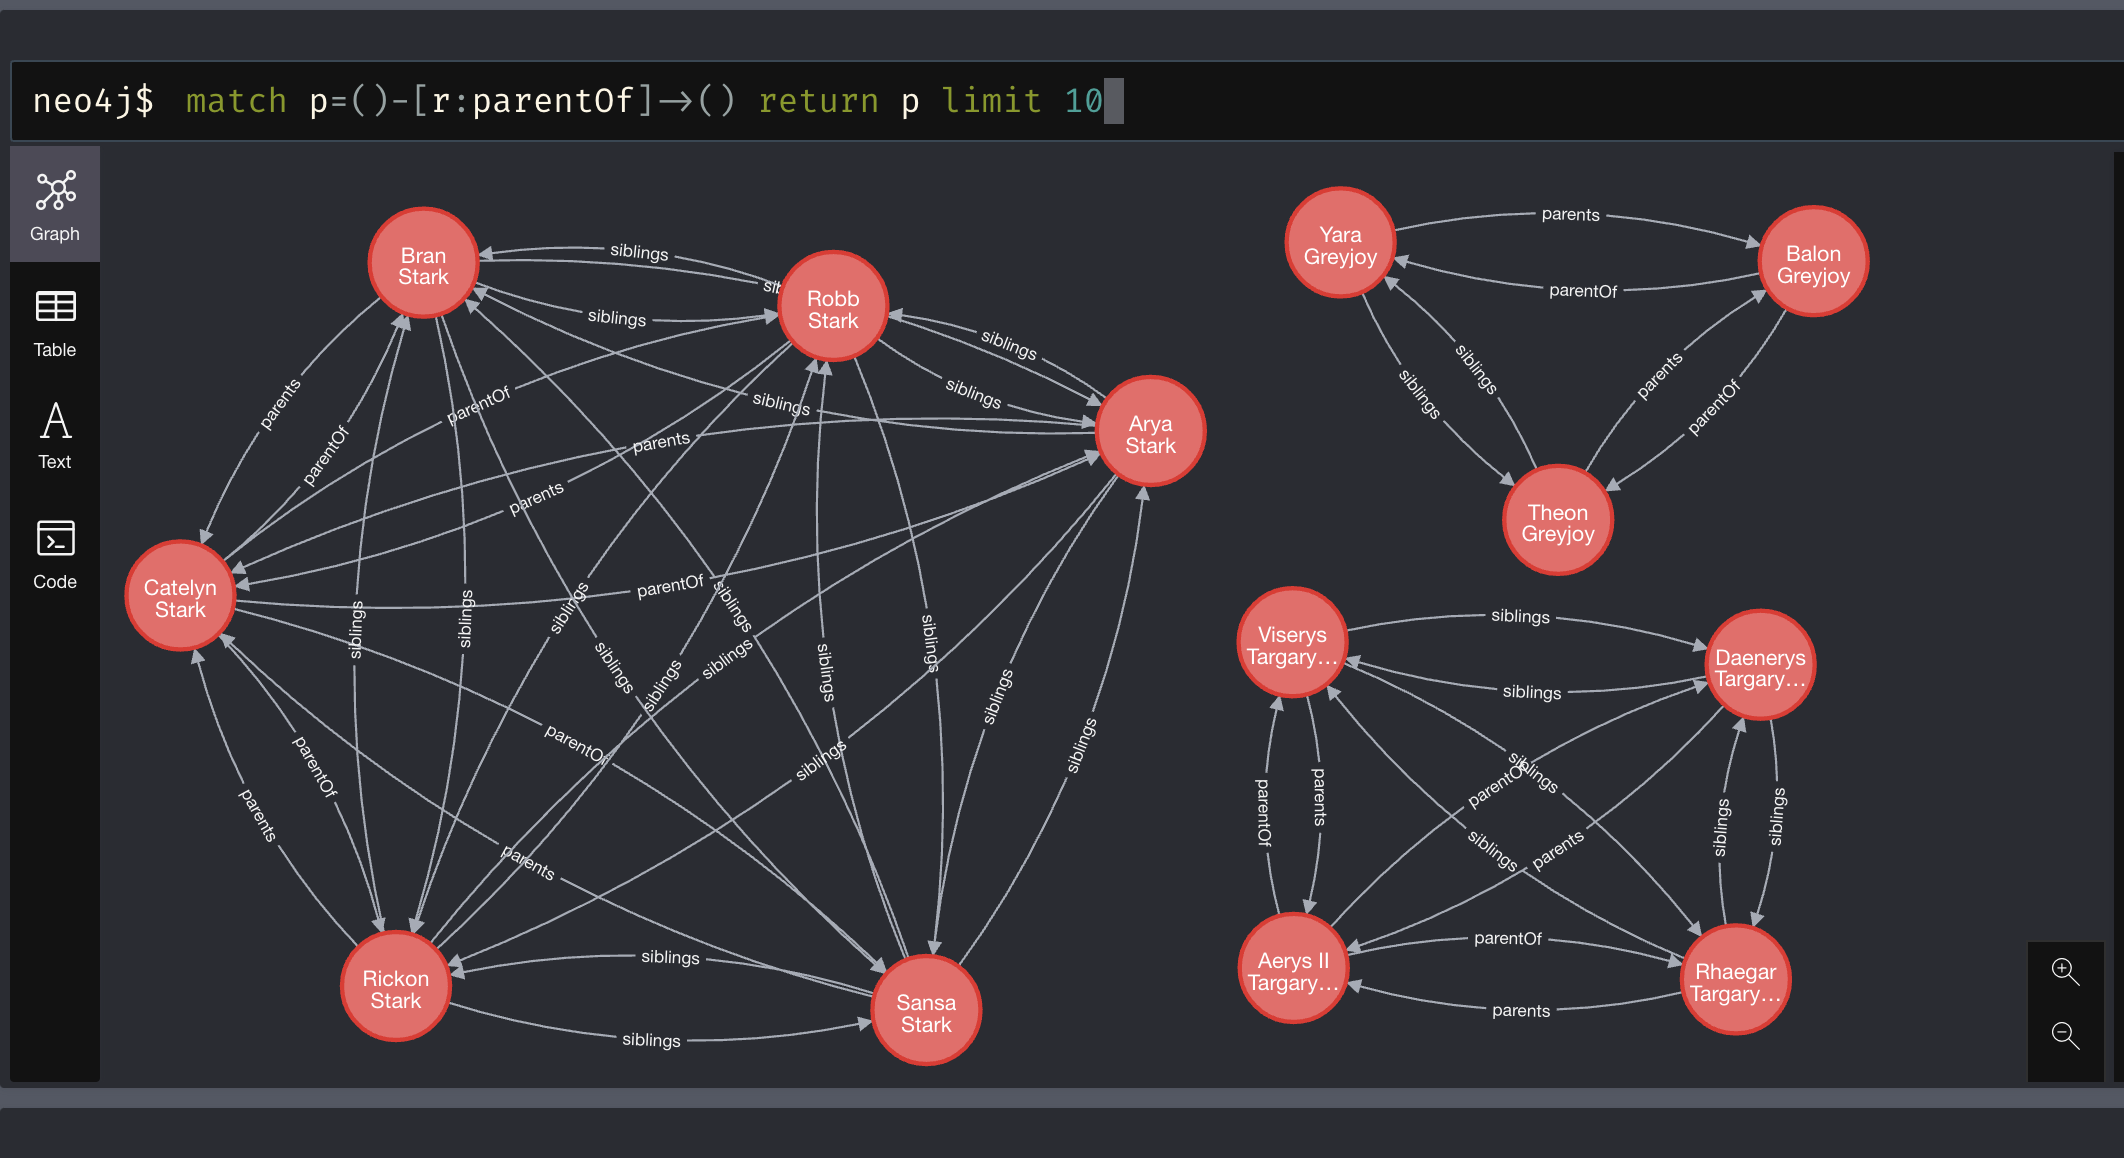 neo4j$ match p=()-[r:parentOf]->() return p limit 10
Graph
Table
Text
Code
Bran
Stark
Robb
Stark
Arya
Stark
Catelyn
Stark
Rickon
Stark
Sansa
Stark
siblings
sib
siblings
siblings
siblings
siblings
parents
parentOf
parentOf
parents
parents
parentOf
siblings
siblings
siblings
siblings
siblings
siblings
siblings
siblings
siblings
siblings
siblings
siblings
parentOf
parentOf
parents
parents
siblings
siblings
Yara
Greyjoy
Balon
Greyjoy
Theon
Greyjoy
parents
parentOf
siblings
siblings
parents
parentOf
Viserys
Targary...
Daenerys
Targary...
Aerys II
Targary...
Rhaegar
Targary...
siblings
siblings
parentOf
parents
parentOf
siblings
siblings
parents
siblings
siblings
parentOf
parents